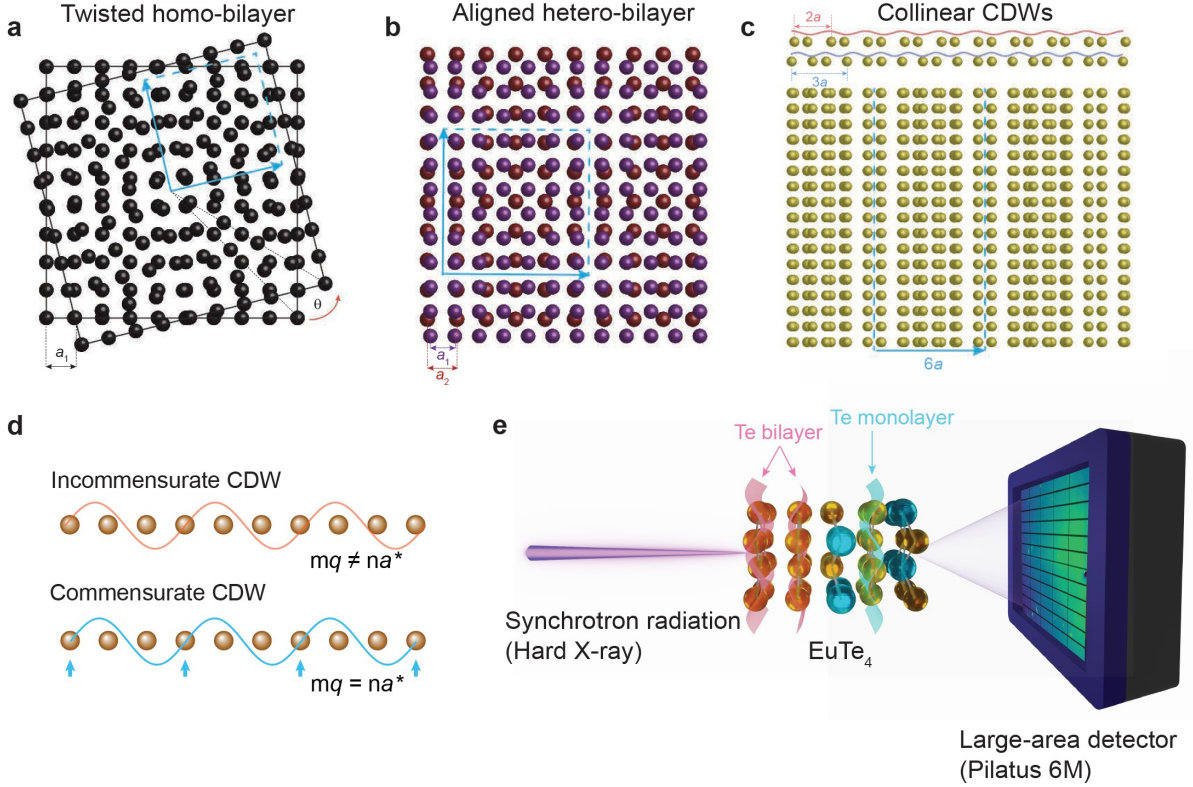 a
Twisted homo-bilayer
θ
a₁
b
Aligned hetero-bilayer
a₁
a₂
c
Collinear CDWs
2a
3a
6a
d
Incommensurate CDW
mq ≠ na*
Commensurate CDW
mq = na*
e
Te bilayer
Te monolayer
Synchrotron radiation
(Hard X-ray)
EuTe₄
Large-area detector
(Pilatus 6M)